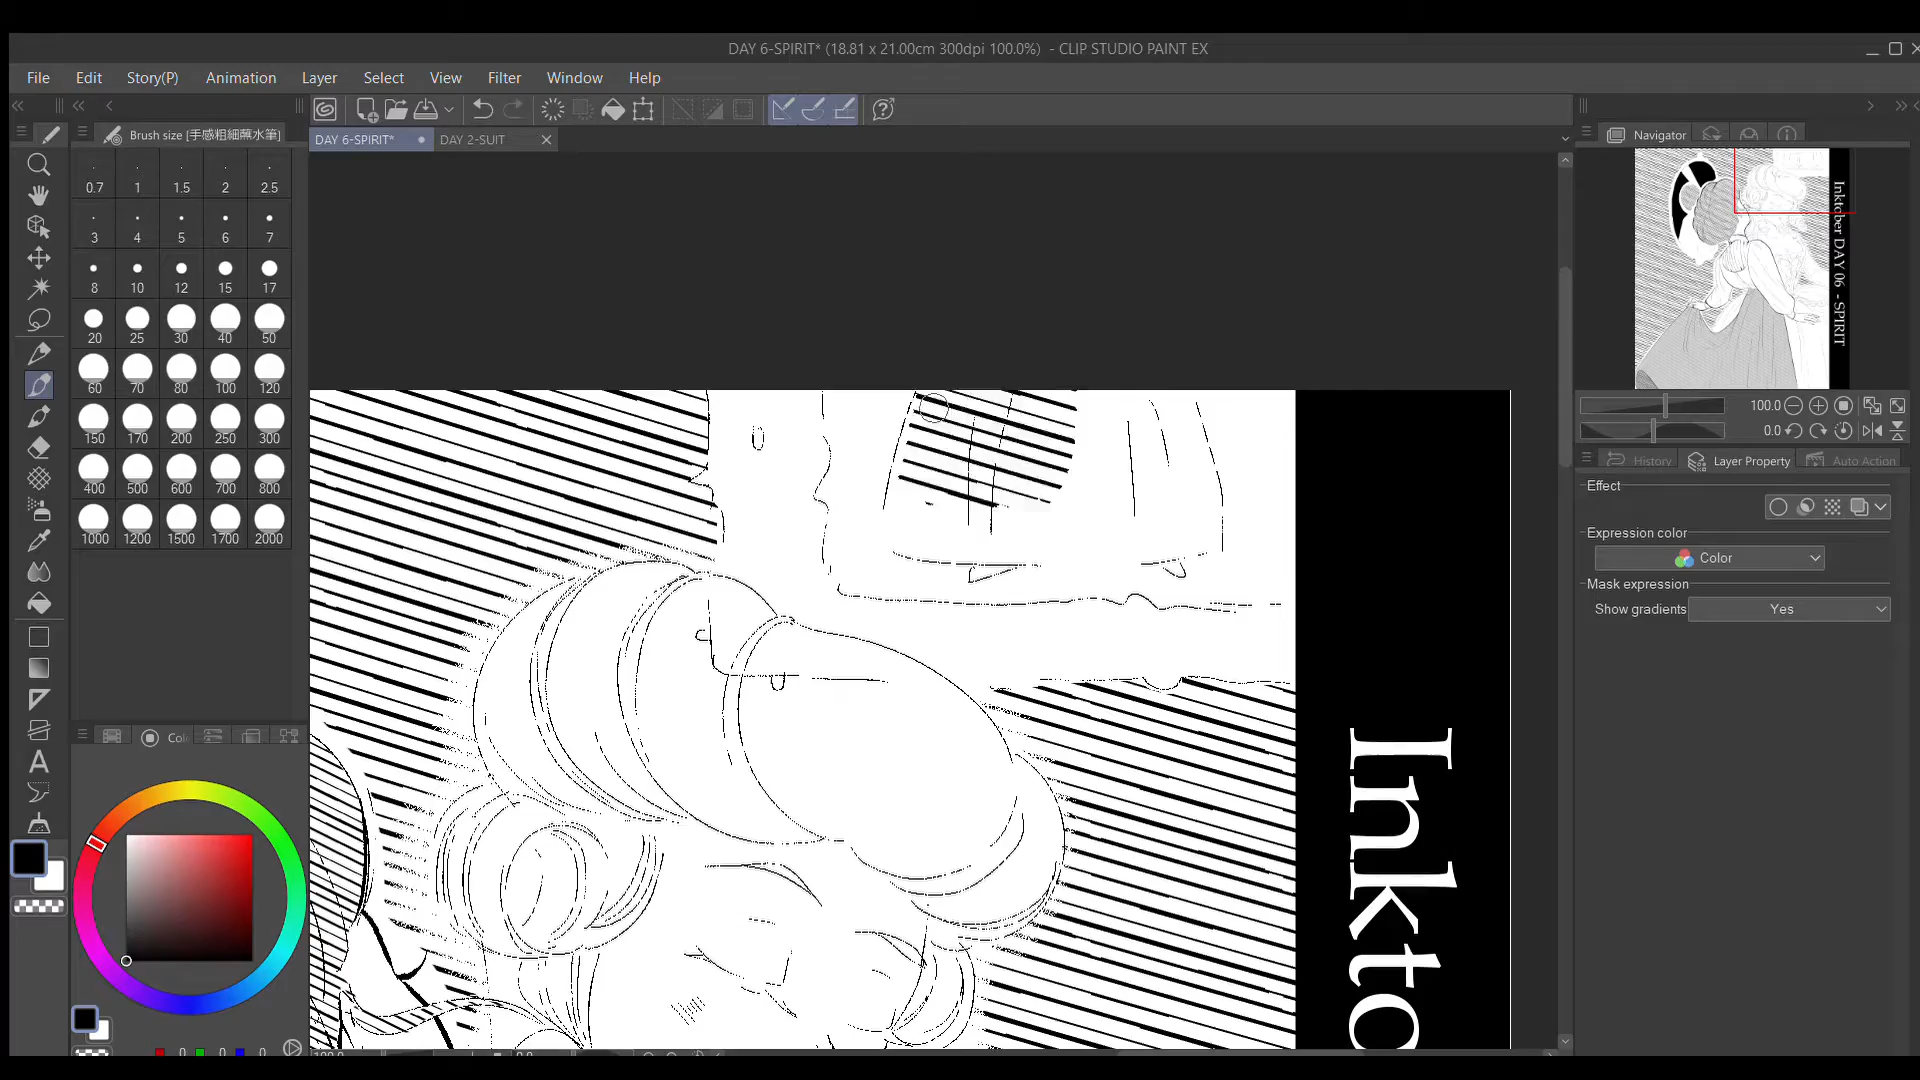 DAY 6-SPIRIT* (18.81 x 21.00cm 300dpi 100.0%) - CLIP STUDIO PAINT EX
File Edit Story(P) Animation Layer Select View Filter Window Help
Brush size [手感粗細蘸水筆]
DAY 6-SPIRIT* DAY 2-SUIT
0.7 1 1.5 2 2.5
3 4 5 6 7
8 10 12 15 17
20 25 30 40 50
60 70 80 100 120
150 170 200 250 300
400 500 600 700 800
1000 1200 1500 1700 2000
Navigator
Inktober DAY 06 - SPIRIT
100.0
0.0
History Layer Property Auto Action
Effect
Expression color
Color
Mask expression
Show gradients Yes
Inkto